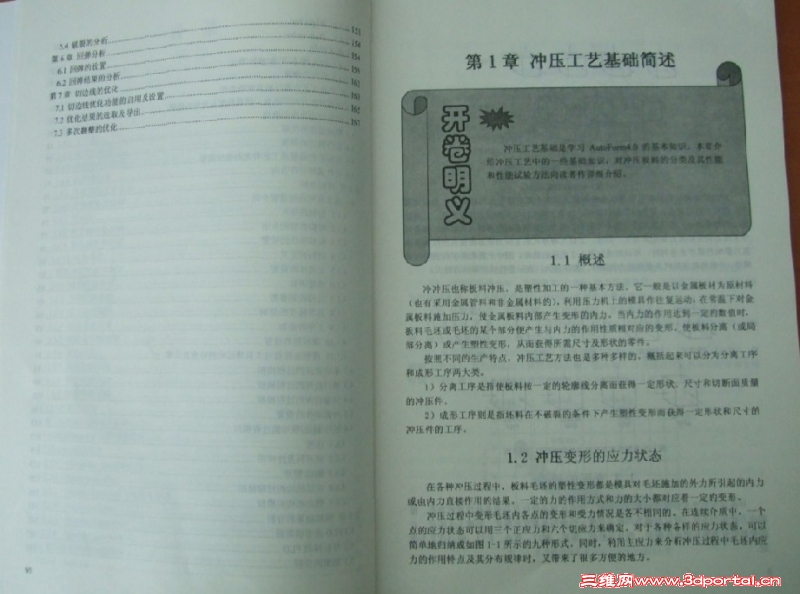 5.4 破裂的分析 153
第 6 章 回弹分析 154
6.1 回弹的设置 154
6.2 回弹结果的分析
第 7 章 切边线的优化
7.1 切边线优化功能的启用及设置
7.2 优化结果的选取及导出
7.3 多次翻整的优化
第 1 章 冲压工艺基础简述
开卷明义
冲压工艺基础是学习 AutoForm4.0 的基本知识。本章介
绍冲压工艺中的一些基础知识，对冲压板料的分类及其性能
和性能试验方法向读者作详细介绍。
1.1 概述
冷冲压也称板料冲压，是塑性加工的一种基本方法，它一般是以金属板材为原材料
（也有采用金属管料和非金属材料的），利用压力机上的模具作往复运动，在常温下对金
属板料施加压力，使金属板料内部产生变形的内力。当内力的作用达到一定的数值时，
板料毛坯或毛坯的某个部分便产生与内力的作用性质相对应的变形，使板料分离（或局
部分离）或产生塑性变形，从而获得所需尺寸及形状的零件。
按照不同的生产特点，冲压工艺方法也是多种多样的，概括起来可以分为分离工序
和成形工序两大类。
1）分离工序是指使板料按一定的轮廓线分离而获得一定形状、尺寸和切断面质量
的冲压件。
2）成形工序则是指坯料在不破裂的条件下产生塑性变形而获得一定形状和尺寸的
冲压件的工序。
1.2 冲压变形的应力状态
在各种冲压过程中，板料毛坯的塑性变形都是模具对毛坯施加的外力所引起的内力
或由内力直接作用的结果。一定的力的作用方式和力的大小都对应着一定的变形。
冲压过程中变形毛坯内各点的变形和受力情况是各不相同的。在连续介质中，一个
点的应力状态可以用三个正应力和六个切应力来确定。对于各种各样的应力状态，可以
简单地归纳成如图 1-1 所示的九种形式。同时，利用主应力来分析冲压过程中毛坯内应
力的作用特点及其分布规律时，又带来了很多方便的地方。
三维网www.3dportal.cn